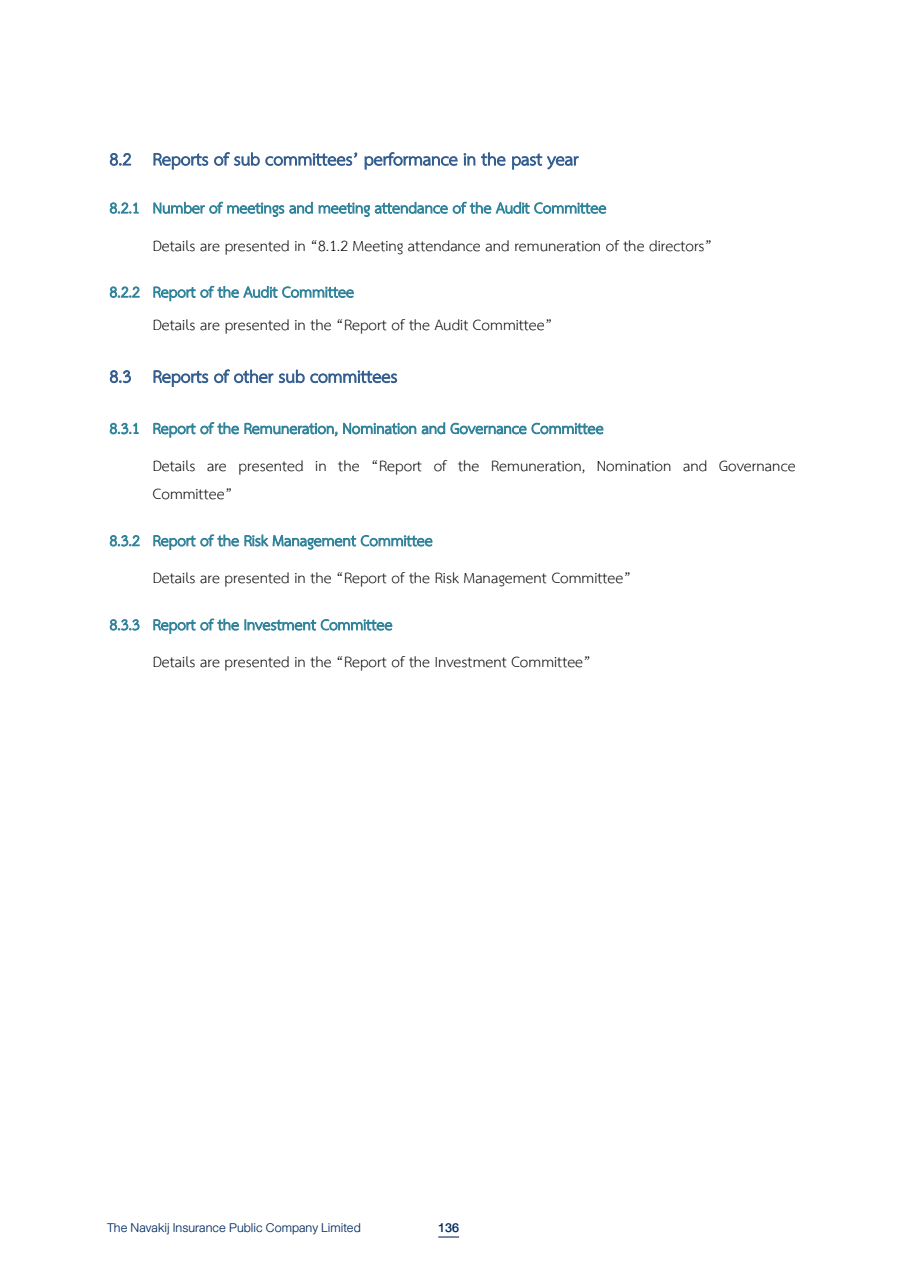 8.2 Reports of sub committees’ performance in the past year
8.2.1 Number of meetings and meeting attendance of the Audit Committee
Details are presented in “8.1.2 Meeting attendance and remuneration of the directors”
8.2.2 Report of the Audit Committee
Details are presented in the “Report of the Audit Committee”
8.3 Reports of other sub committees
8.3.1 Report of the Remuneration, Nomination and Governance Committee
Details are presented in the “Report of the Remuneration, Nomination and Governance
Committee”
8.3.2 Report of the Risk Management Committee
Details are presented in the “Report of the Risk Management Committee”
8.3.3 Report of the Investment Committee
Details are presented in the “Report of the Investment Committee”
The Navakij Insurance Public Company Limited 136